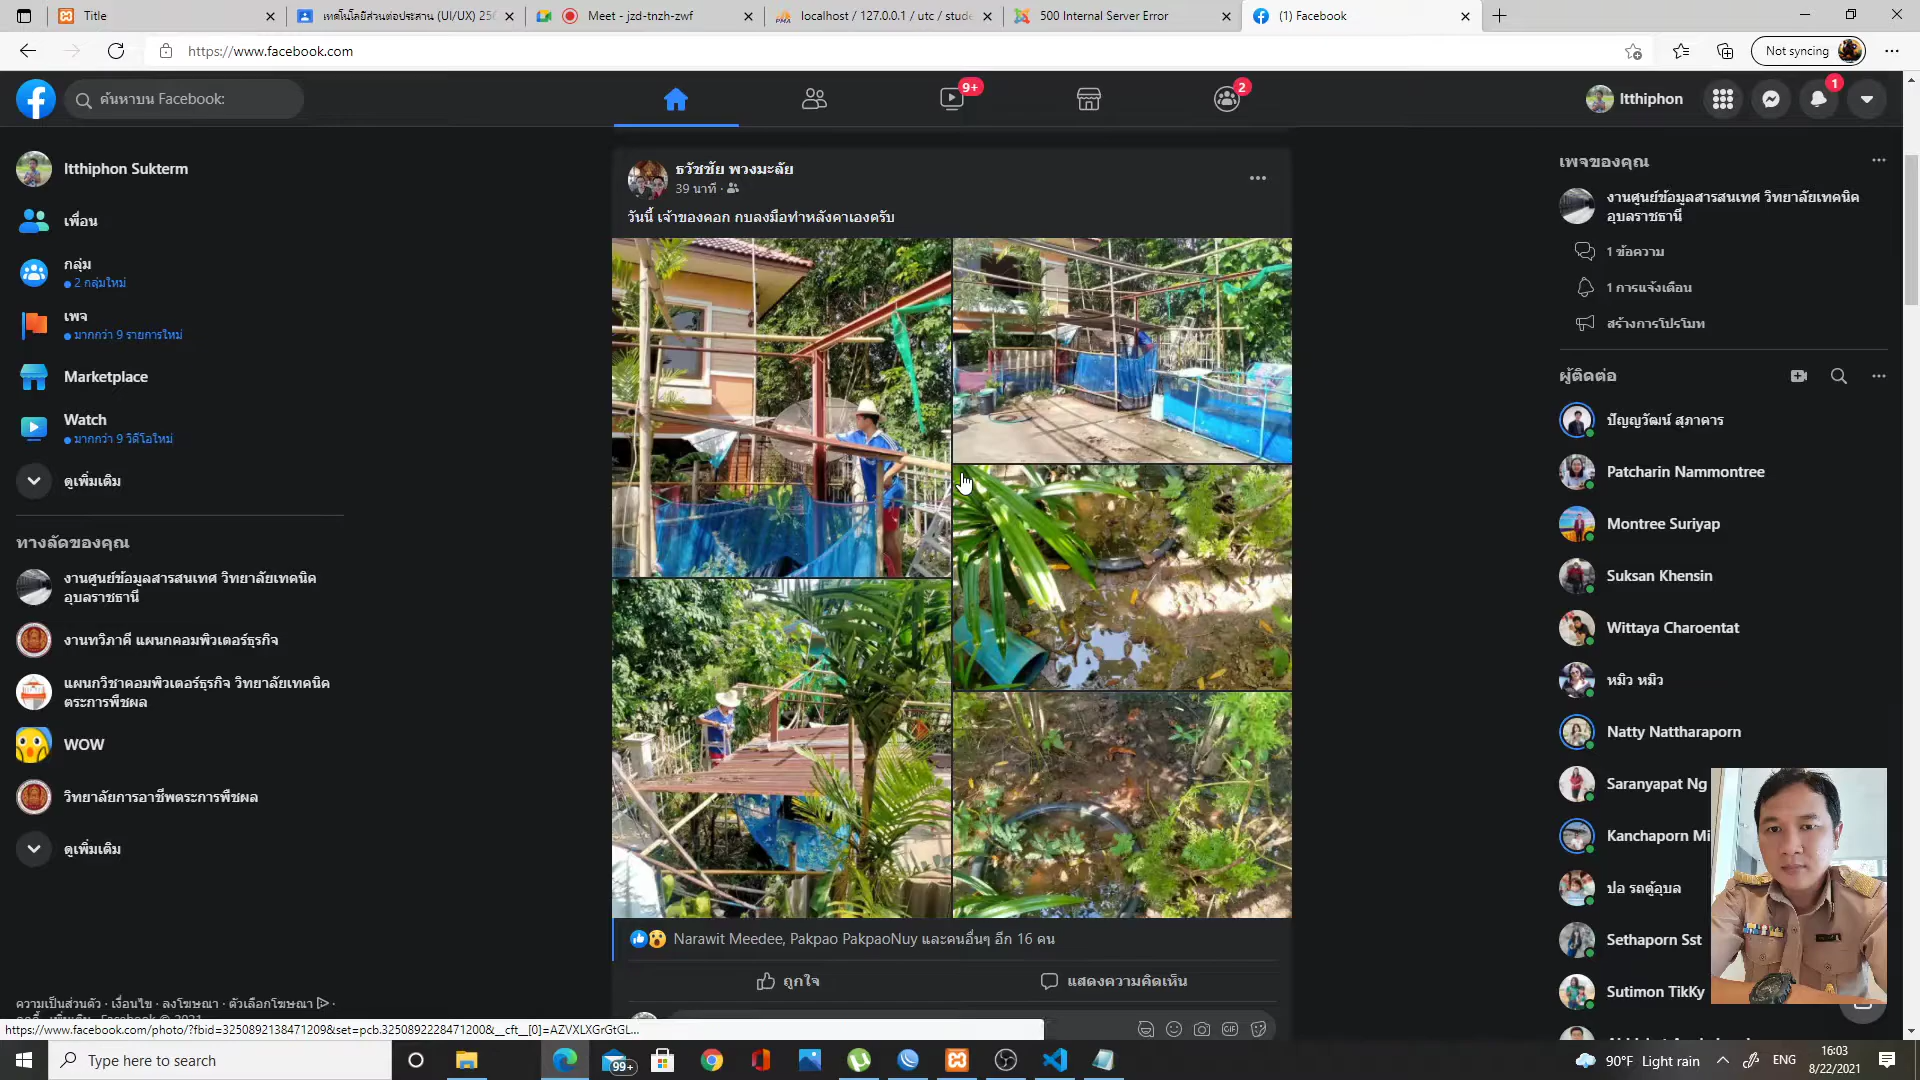 Title
เทคโนโลยีส่วนต่อประสาน (UI/UX) 256
Meet - jzd-tnzh-zwf
localhost / 127.0.0.1 / utc / stude
500 Internal Server Error
(1) Facebook
https://www.facebook.com
Not syncing
ค้นหาบน Facebook:
9+
2
Itthiphon
1
Itthiphon Sukterm
เพื่อน
กลุ่ม
2 กลุ่มใหม่
เพจ
มากกว่า 9 รายการใหม่
Marketplace
Watch
มากกว่า 9 วิดีโอใหม่
ดูเพิ่มเติม
ทางลัดของคุณ
งานศูนย์ข้อมูลสารสนเทศ วิทยาลัยเทคนิค
อุบลราชธานี
งานทวิภาคี แผนกคอมพิวเตอร์ธุรกิจ
แผนกวิชาคอมพิวเตอร์ธุรกิจ วิทยาลัยเทคนิค
ตระการพืชผล
WOW
วิทยาลัยการอาชีพตระการพืชผล
ดูเพิ่มเติม
ความเป็นส่วนตัว · เงื่อนไข · ลงโฆษณา · ตัวเลือกโฆษณา ·
ธวัชชัย พวงมะลัย
39 นาที ·
วันนี้ เจ้าของคอก กบลงมือทำหลังคาเองครับ
Narawit Meedee, Pakpao PakpaoNuy และคนอื่นๆ อีก 16 คน
ถูกใจ
แสดงความคิดเห็น
GIF
เพจของคุณ
งานศูนย์ข้อมูลสารสนเทศ วิทยาลัยเทคนิค
อุบลราชธานี
1 ข้อความ
1 การแจ้งเตือน
สร้างการโปรโมท
ผู้ติดต่อ
ปัญญวัฒน์ สุภาคาร
Patcharin Nammontree
Montree Suriyap
Suksan Khensin
Wittaya Charoentat
หมิว หมิว
Natty Nattharaporn
Saranyapat Ng
Kanchaporn Mi
ปอ รถตู้อุบล
Sethaporn Sst
Sutimon TikKy
https://www.facebook.com/photo/?fbid=3250892138471209&set=pcb.3250892284712​00&__cft__[0]=AZVXLXGrGtGL...
Type here to search
99+
90°F Light rain
ENG
16:03
8/22/2021